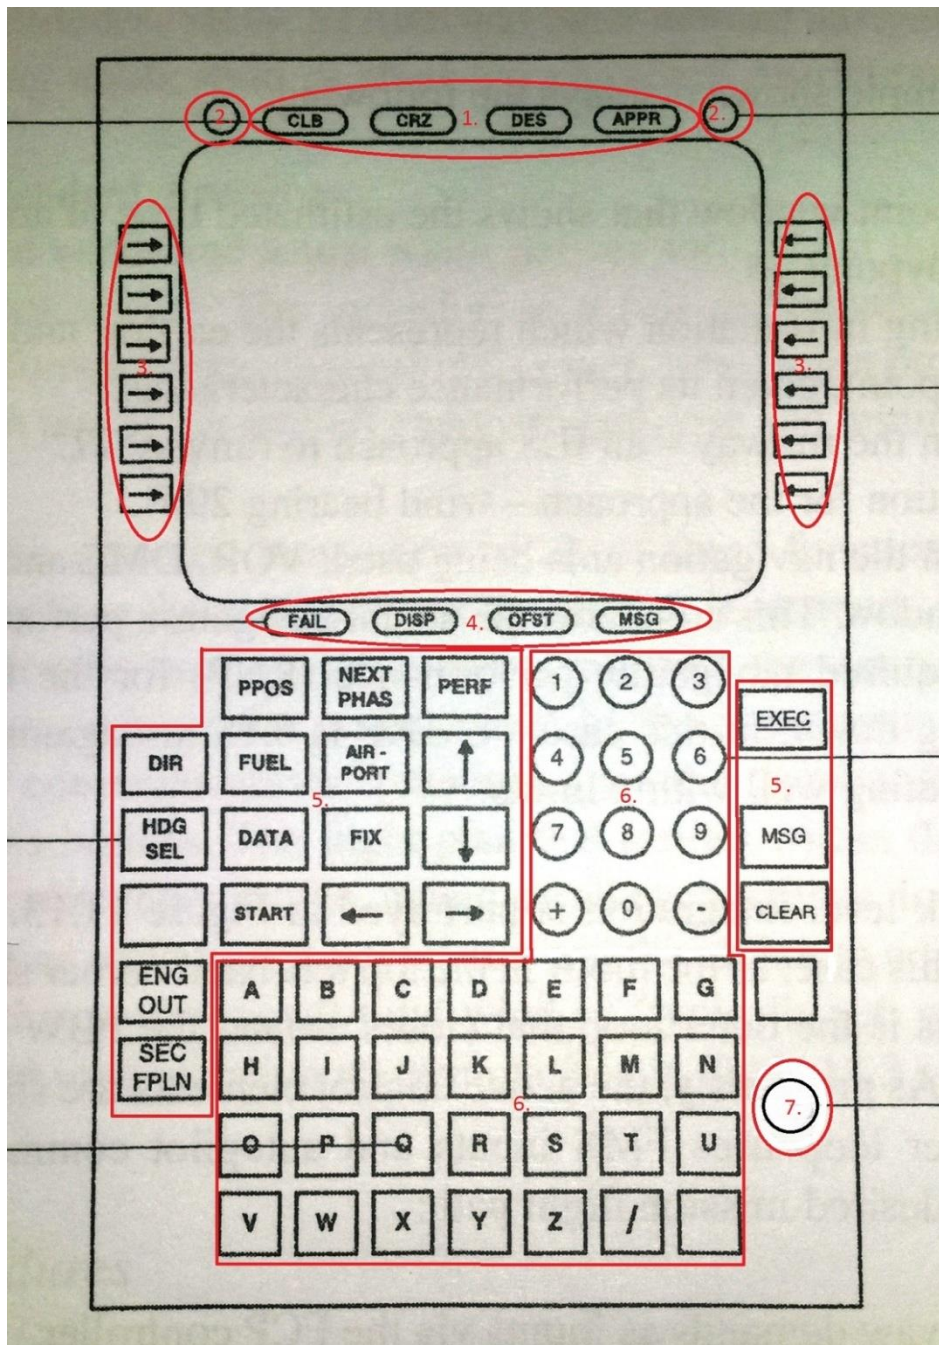 2. CLB CRZ 1. DES APPR 2.
3. 3.
FAIL DISP 4. OFST MSG
PPOS NEXT PHAS PERF 1 2 3
EXEC
DIR FUEL AIR-PORT 4 5 6
5. 6. 5.
HDG SEL DATA FIX 7 8 9 MSG
START + 0 - CLEAR
ENG OUT A B C D E F G
SEC FPLN H I J K L M N
6. 7.
O P Q R S T U
V W X Y Z /